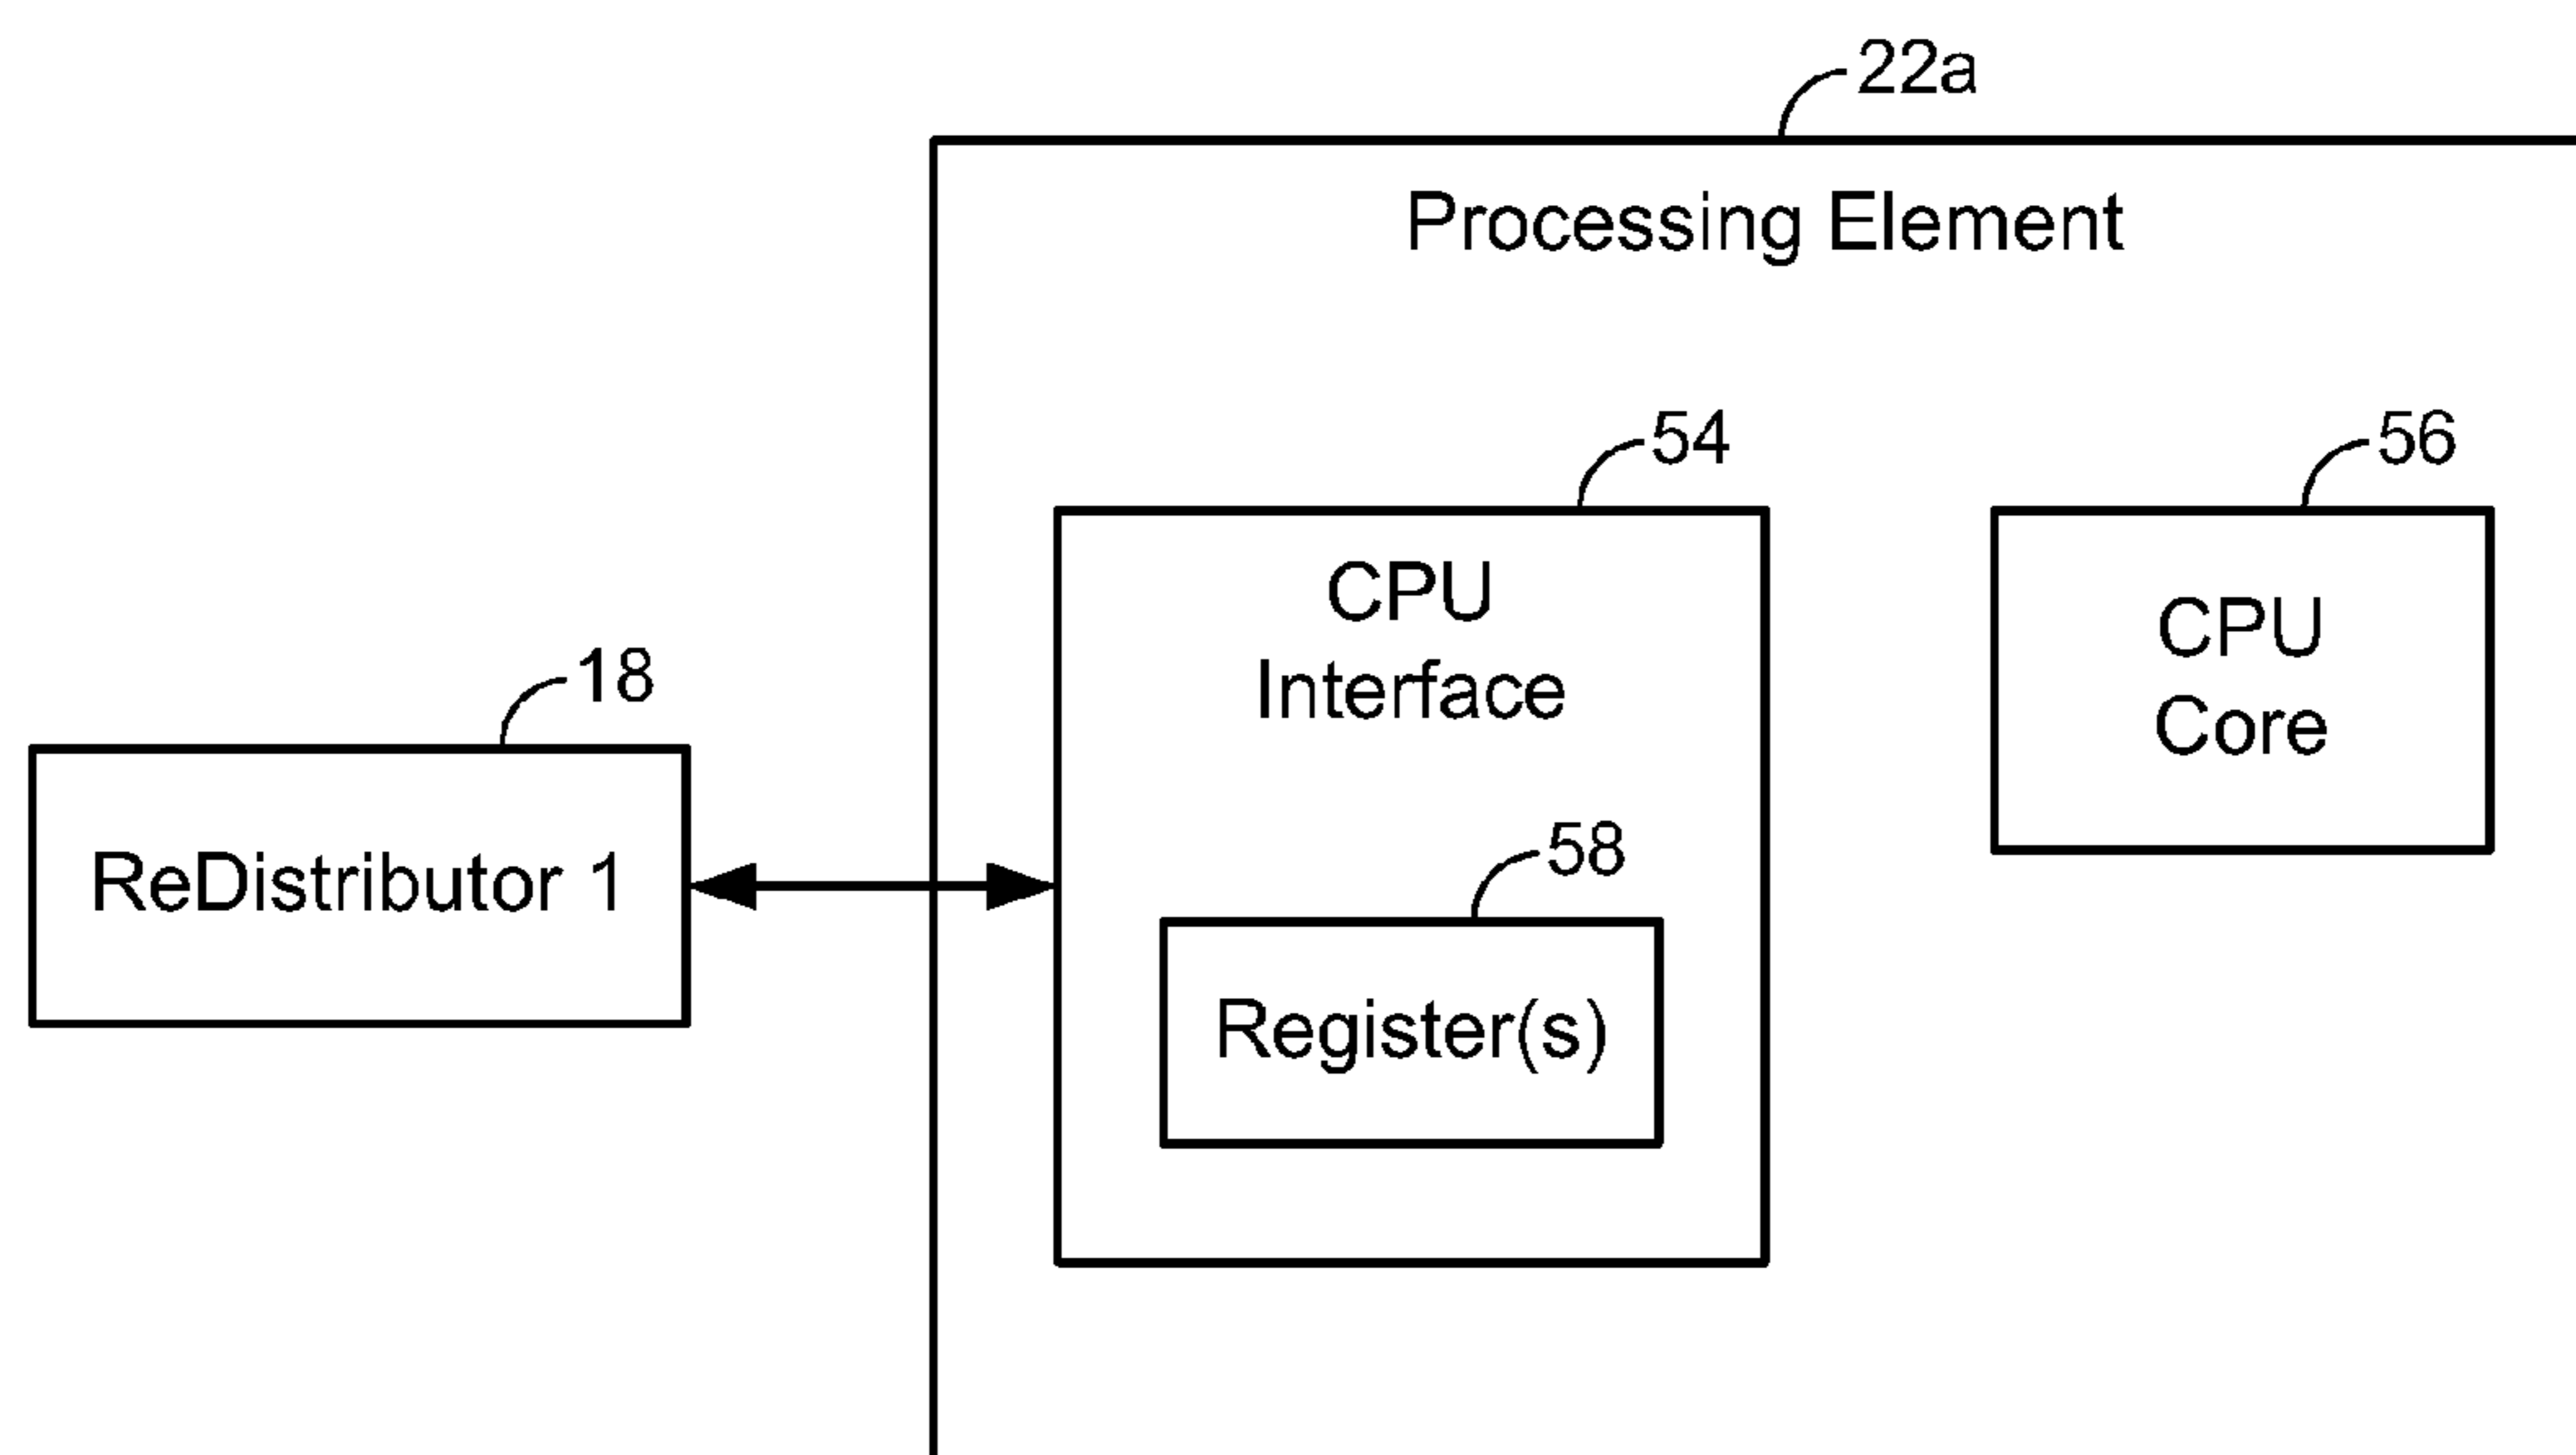 22a
Processing Element
54
56
CPU
Interface
CPU
Core
18
ReDistributor 1
58
Register(s)